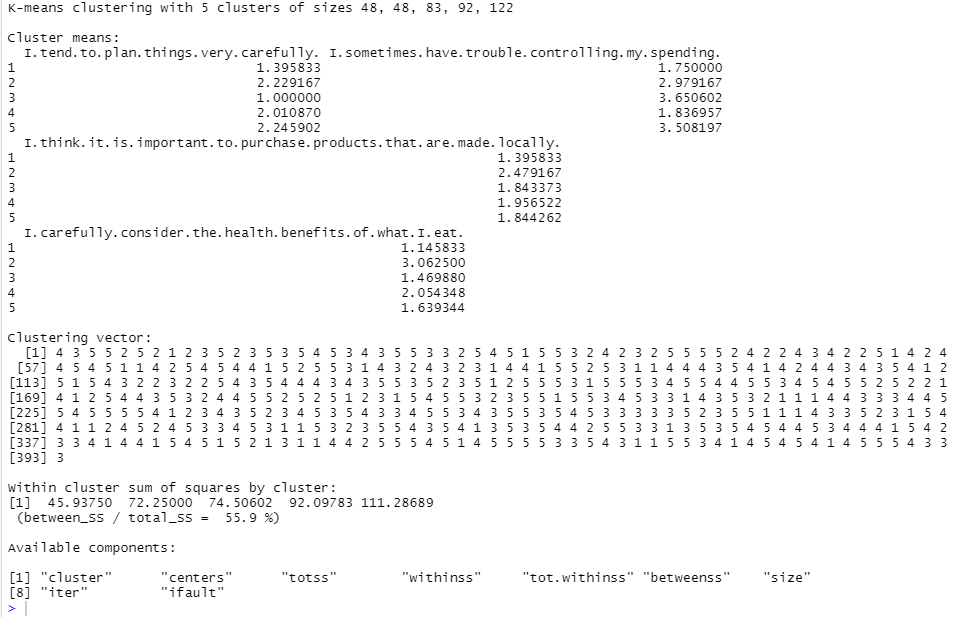 K-means clustering with 5 clusters of sizes 48, 48, 83, 92, 122
Cluster means:
I.tend.to.plan.things.very.carefully. I.sometimes.have.trouble.controlling.my.spending.
1 1.395833 1.750000
2 2.229167 2.979167
3 1.000000 3.650602
4 2.010870 1.836957
5 2.245902 3.508197
I.think.it.is.important.to.purchase.products.that.are.made.locally.
1 1.395833
2 2.479167
3 1.843373
4 1.956522
5 1.844262
I.carefully.consider.the.health.benefits.of.what.I.eat.
1 1.145833
2 3.062500
3 1.469880
4 2.054348
5 1.639344
Clustering vector:
[1] 4 3 5 5 2 5 2 1 2 3 5 2 3 5 3 5 4 5 3 4 3 5 5 3 3 2 5 4 5 1 5 5 3 2 4 2 3 2 5 5 5 5 2 4 2 2 4 3 4 2 2 5 1 4 2 4
[57] 4 5 4 5 1 1 4 2 5 4 5 4 4 1 5 2 5 5 3 1 4 3 2 4 3 2 3 1 4 4 1 5 5 2 5 3 1 1 4 4 4 3 5 4 1 4 2 4 4 3 4 3 5 4 1 2
[113] 5 1 5 4 3 2 2 3 2 2 5 4 3 5 4 4 4 3 4 3 5 5 3 5 2 3 5 1 2 5 5 5 3 1 5 5 5 3 4 5 5 4 4 5 5 3 4 5 4 5 5 2 5 2 2 1
[169] 4 1 2 5 4 4 3 5 3 2 4 4 5 5 2 5 2 5 1 2 3 1 5 4 5 5 3 2 3 5 5 1 5 5 3 4 5 3 3 1 4 3 5 3 2 1 1 1 4 4 3 3 3 4 4 5
[225] 5 4 5 5 5 5 4 1 2 3 4 3 5 2 3 4 5 3 5 4 3 3 4 5 5 3 4 3 5 5 3 5 4 5 3 3 3 3 3 5 2 3 5 5 1 1 1 4 3 3 5 2 3 1 5 4
[281] 4 1 1 2 4 5 2 4 5 3 3 4 5 3 1 1 5 3 2 3 5 5 4 3 5 4 1 3 5 3 5 4 4 2 5 5 3 3 1 3 5 3 5 4 5 4 4 5 3 4 4 4 1 5 4 2
[337] 3 3 4 1 4 4 1 5 4 5 1 5 2 1 3 1 1 4 4 2 5 5 5 4 5 1 4 5 5 5 5 3 3 5 4 3 1 1 5 5 3 4 1 4 5 4 5 4 1 4 5 5 5 4 3 3
[393] 3
Within cluster sum of squares by cluster:
[1] 45.93750 72.25000 74.50602 92.09783 111.28689
(between_SS / total_SS = 55.9 %)
Available components:
[1] "cluster" "centers" "totss" "withinss" "tot.withinss" "betweenss" "size"
[8] "iter" "ifault"
>